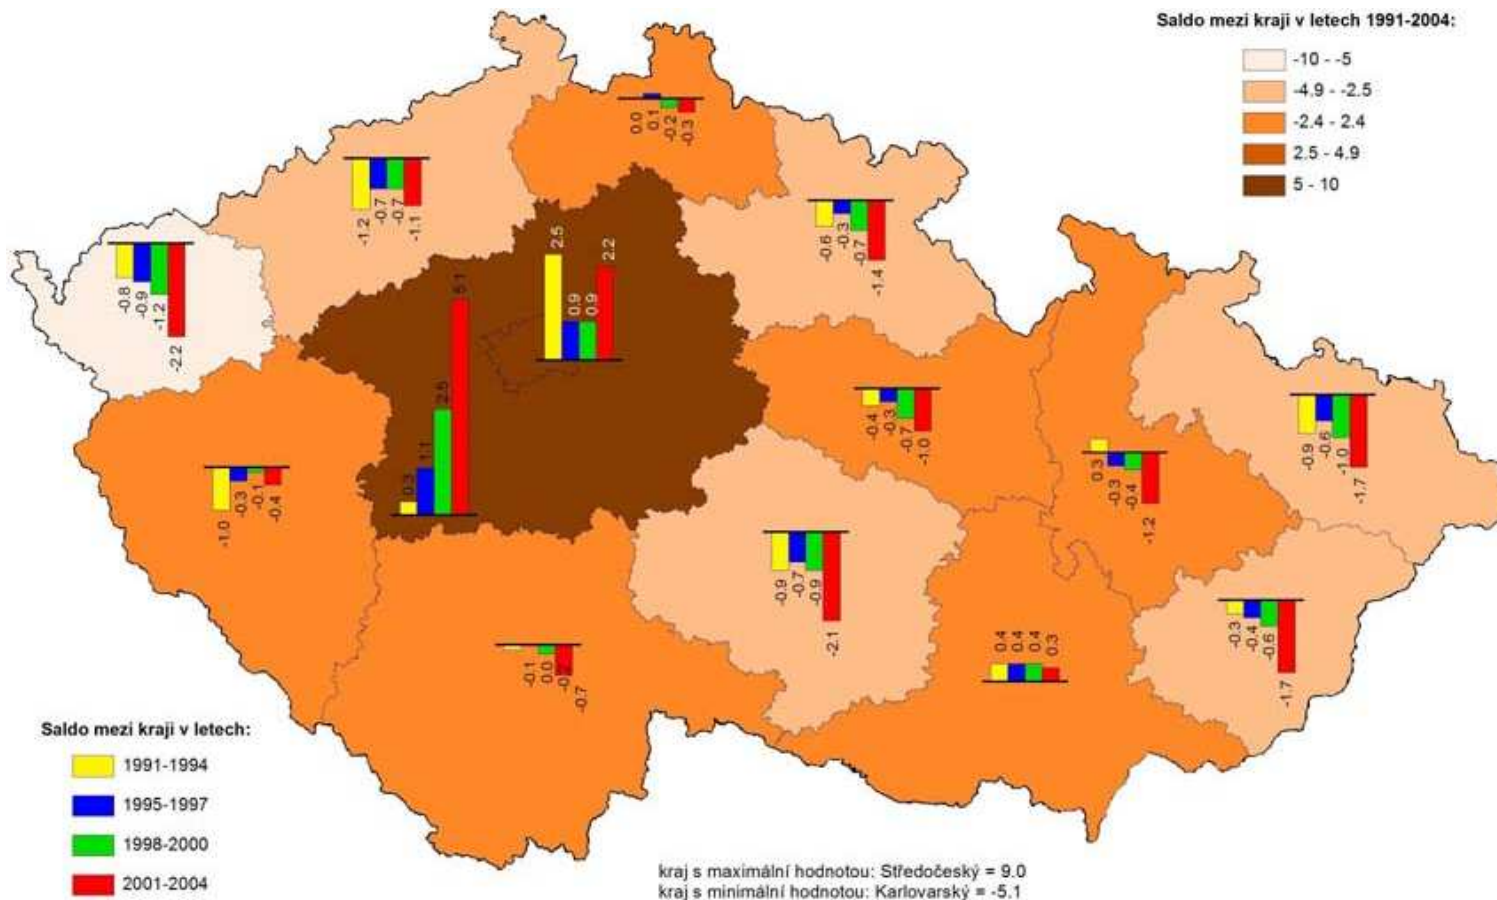 Saldo mezi kraji v letech 1991-2004:
-10 - -5
-4.9 - -2.5
-2.4 - 2.4
2.5 - 4.9
5 - 10
0.0 0.1 -0.2 -0.3
-1.2 -0.7 -0.7 -1.1
-0.6 -0.3 -0.7 -1.4
-0.8 -0.9 -1.2 -2.2
2.5 0.9 0.9 2.2
0.3 1.1 2.5 5.1
-0.4 -0.3 -0.7 -1.0
-0.9 -0.6 -1.0 -1.7
0.3 -0.3 -0.4 -1.2
-1.0 -0.3 -0.1 -0.4
-0.9 -0.7 -0.9 -2.1
-0.3 -0.4 -0.6 -1.7
-0.1 0.0 -0.2 -0.7
0.4 0.4 0.4 0.3
Saldo mezi kraji v letech:
1991-1994
1995-1997
1998-2000
2001-2004
kraj s maximální hodnotou: Středočeský = 9.0
kraj s minimální hodnotou: Karlovarský = -5.1